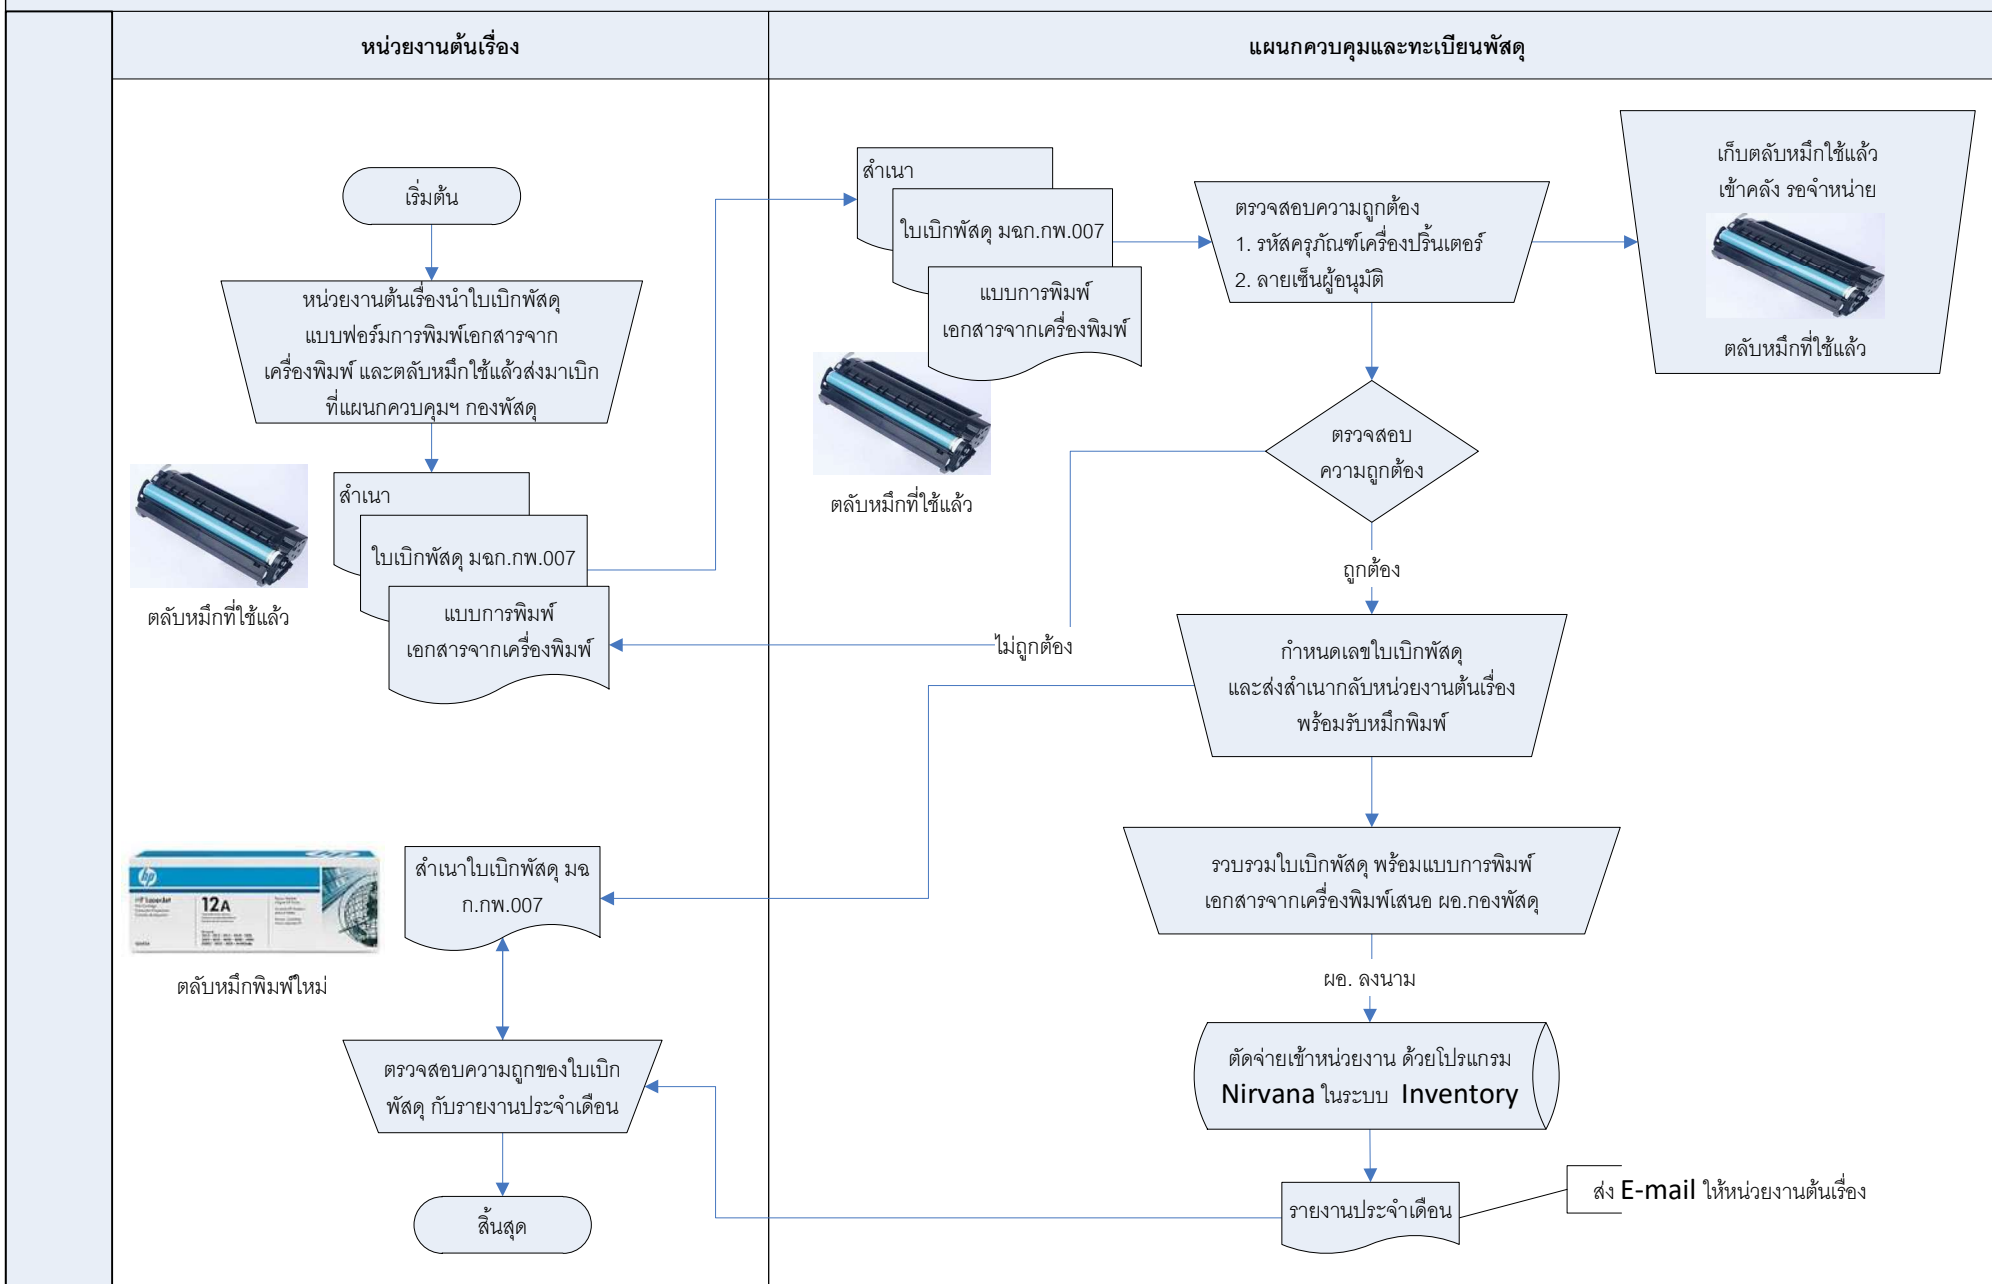 หน่วยงานต้นเรื่อง
แผนกควบคุมและทะเบียนพัสดุ
เริ่มต้น
หน่วยงานต้นเรื่องนำใบเบิกพัสดุ
แบบฟอร์มการพิมพ์เอกสารจาก
เครื่องพิมพ์ และตลับหมึกใช้แล้วส่งมาเบิก
ที่แผนกควบคุมฯ กองพัสดุ
ตลับหมึกที่ใช้แล้ว
สำเนา
ใบเบิกพัสดุ มฉก.กพ.007
แบบการพิมพ์
เอกสารจากเครื่องพิมพ์
สำเนา
ใบเบิกพัสดุ มฉก.กพ.007
แบบการพิมพ์
เอกสารจากเครื่องพิมพ์
ตลับหมึกที่ใช้แล้ว
ตรวจสอบความถูกต้อง
1. รหัสครุภัณฑ์เครื่องปริ้นเตอร์
2. ลายเซ็นผู้อนุมัติ
เก็บตลับหมึกใช้แล้ว
เข้าคลัง รอจำหน่าย
ตลับหมึกที่ใช้แล้ว
ตรวจสอบ
ความถูกต้อง
ถูกต้อง
ไม่ถูกต้อง
กำหนดเลขใบเบิกพัสดุ
และส่งสำเนากลับหน่วยงานต้นเรื่อง
พร้อมรับหมึกพิมพ์
hp
HP LaserJet
12A
ตลับหมึกพิมพ์ใหม่
สำเนาใบเบิกพัสดุ มฉ
ก.กพ.007
รวบรวมใบเบิกพัสดุ พร้อมแบบการพิมพ์
เอกสารจากเครื่องพิมพ์เสนอ ผอ.กองพัสดุ
ผอ. ลงนาม
ตัดจ่ายเข้าหน่วยงาน ด้วยโปรแกรม
Nirvana ในระบบ Inventory
ตรวจสอบความถูกของใบเบิก
พัสดุ กับรายงานประจำเดือน
รายงานประจำเดือน
ส่ง E-mail ให้หน่วยงานต้นเรื่อง
สิ้นสุด